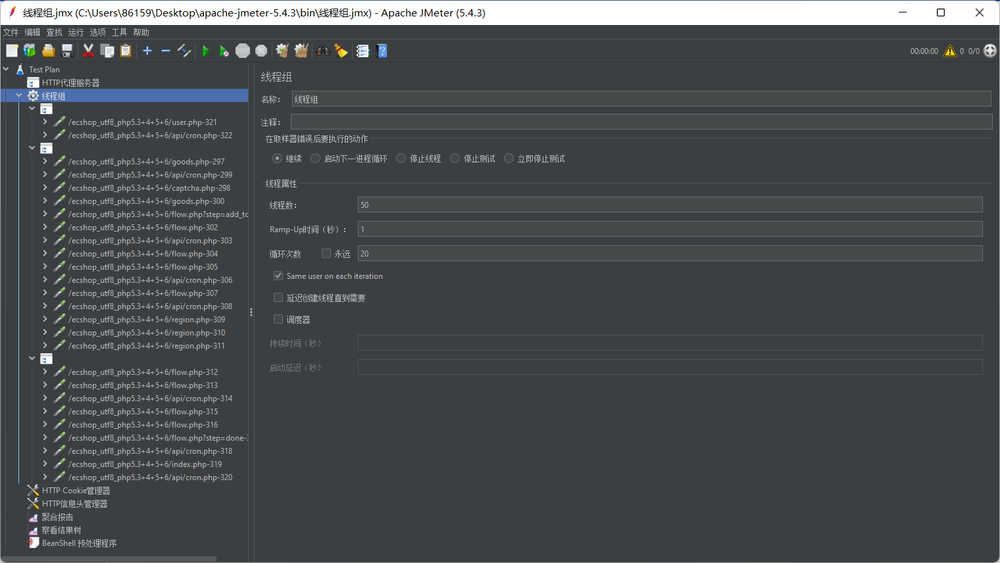 线程组.jmx (C:\Users\86159\Desktop\apache-jmeter-5.4.3\bin\线程组.jmx) - Apache JMeter (5.4.3)
文件 编辑 查找 运行 选项 工具 帮助
STOP
00:00:00 0 0/0
Test Plan
HTTP代理服务器
线程组
/ecshop_utf8_php5.3+4+5+6/user.php-321
/ecshop_utf8_php5.3+4+5+6/api/cron.php-322
/ecshop_utf8_php5.3+4+5+6/goods.php-297
/ecshop_utf8_php5.3+4+5+6/api/cron.php-299
/ecshop_utf8_php5.3+4+5+6/captcha.php-298
/ecshop_utf8_php5.3+4+5+6/goods.php-300
/ecshop_utf8_php5.3+4+5+6/flow.php?step=add_to
/ecshop_utf8_php5.3+4+5+6/flow.php-302
/ecshop_utf8_php5.3+4+5+6/api/cron.php-303
/ecshop_utf8_php5.3+4+5+6/flow.php-304
/ecshop_utf8_php5.3+4+5+6/flow.php-305
/ecshop_utf8_php5.3+4+5+6/api/cron.php-306
/ecshop_utf8_php5.3+4+5+6/flow.php-307
/ecshop_utf8_php5.3+4+5+6/api/cron.php-308
/ecshop_utf8_php5.3+4+5+6/region.php-309
/ecshop_utf8_php5.3+4+5+6/region.php-310
/ecshop_utf8_php5.3+4+5+6/region.php-311
/ecshop_utf8_php5.3+4+5+6/flow.php-312
/ecshop_utf8_php5.3+4+5+6/flow.php-313
/ecshop_utf8_php5.3+4+5+6/api/cron.php-314
/ecshop_utf8_php5.3+4+5+6/flow.php-315
/ecshop_utf8_php5.3+4+5+6/flow.php-316
/ecshop_utf8_php5.3+4+5+6/flow.php?step=done-3
/ecshop_utf8_php5.3+4+5+6/api/cron.php-318
/ecshop_utf8_php5.3+4+5+6/index.php-319
/ecshop_utf8_php5.3+4+5+6/api/cron.php-320
HTTP Cookie管理器
HTTP信息头管理器
聚合报告
察看结果树
BeanShell 预处理程序
线程组
名称： 线程组
注释：
在取样器错误后要执行的动作
继续 启动下一进程循环 停止线程 停止测试 立即停止测试
线程属性
线程数： 50
Ramp-Up时间（秒）： 1
循环次数 永远 20
Same user on each iteration
延迟创建线程直到需要
调度器
持续时间（秒）
启动延迟（秒）